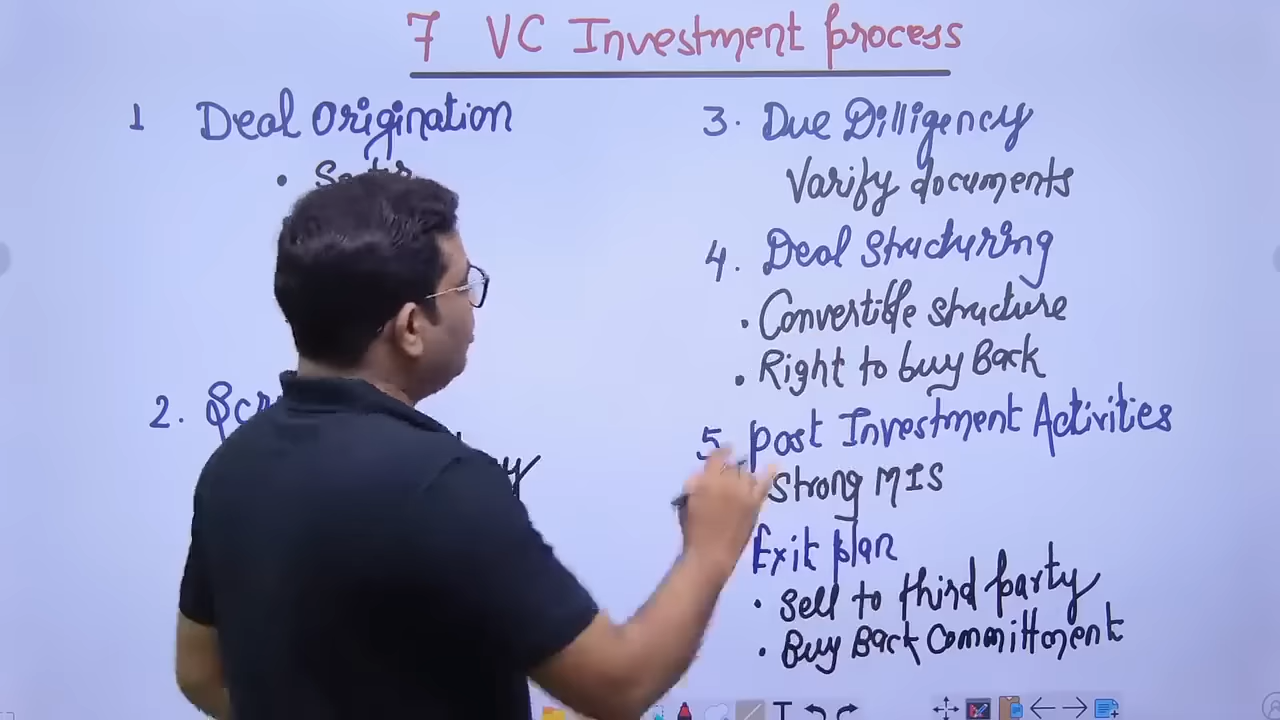 7 VC Investment process
1 Deal Origination
2.
3. Due Dilligency
Varify documents
4. Deal Structuring
• Convertible structure
• Right to buy Back
5. post Investment Activities
Strong MIS
Exit plan
• Sell to third party
• Buy Back Committment